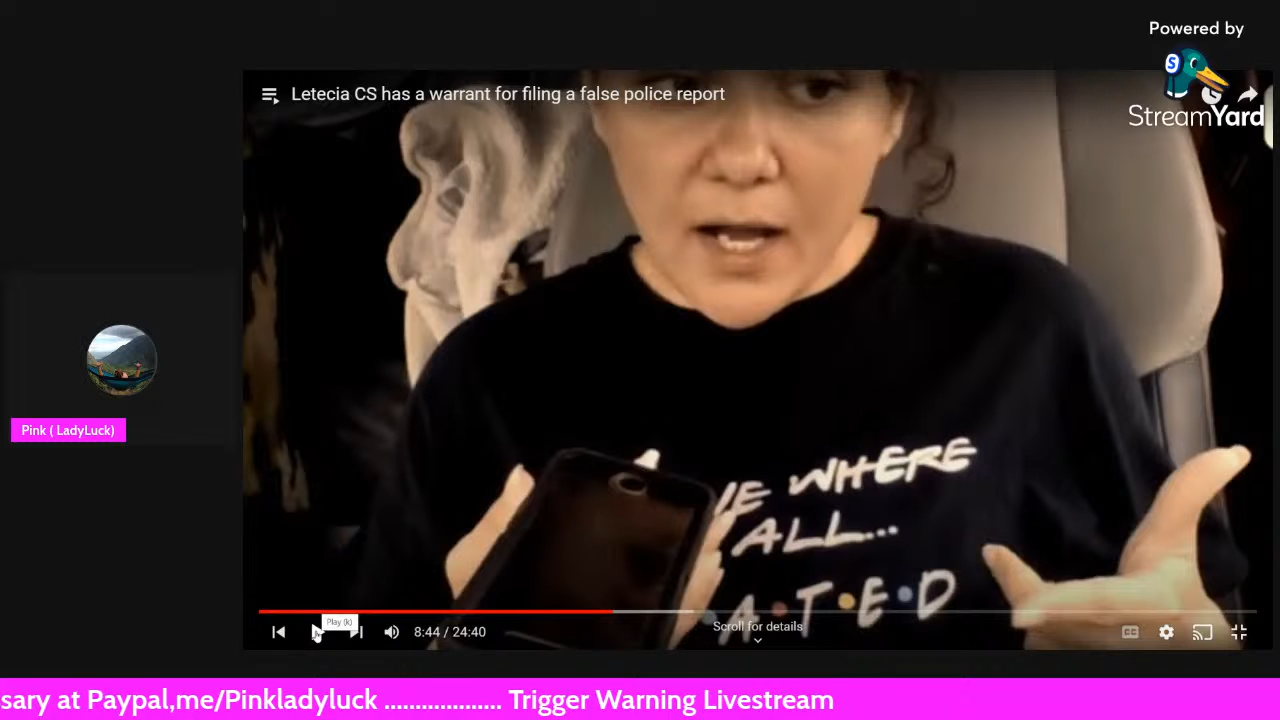 Powered by
StreamYard
Letecia CS has a warrant for filing a false police report
WHERE
ALL...
A•T•E•D
Pink ( LadyLuck)
Play (k)
8:44 / 24:40
Scroll for details
CC
sary at Paypal,me/Pinkladyluck ................... Trigger Warning Livestream